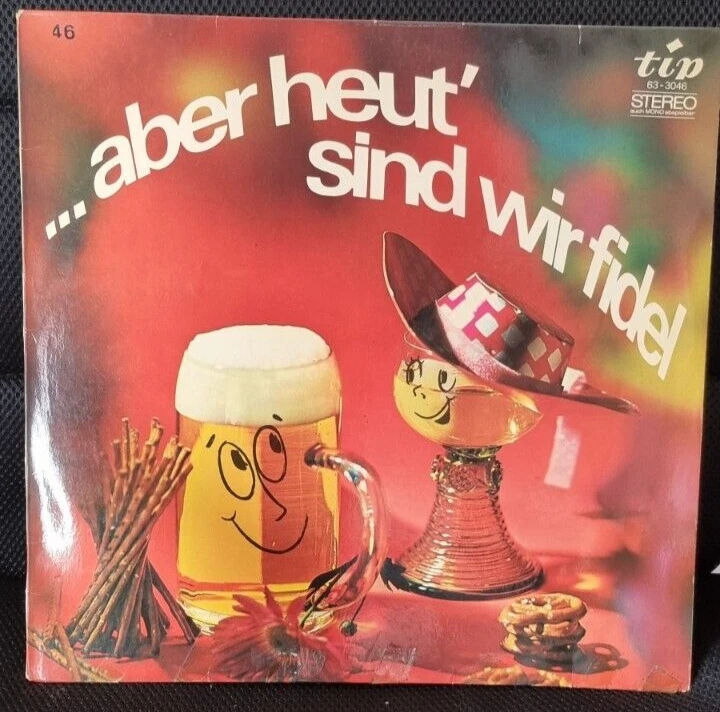 46
tip
63-3046
STEREO
auch MONO abspielbar
...aber heut'
sind wir fidel